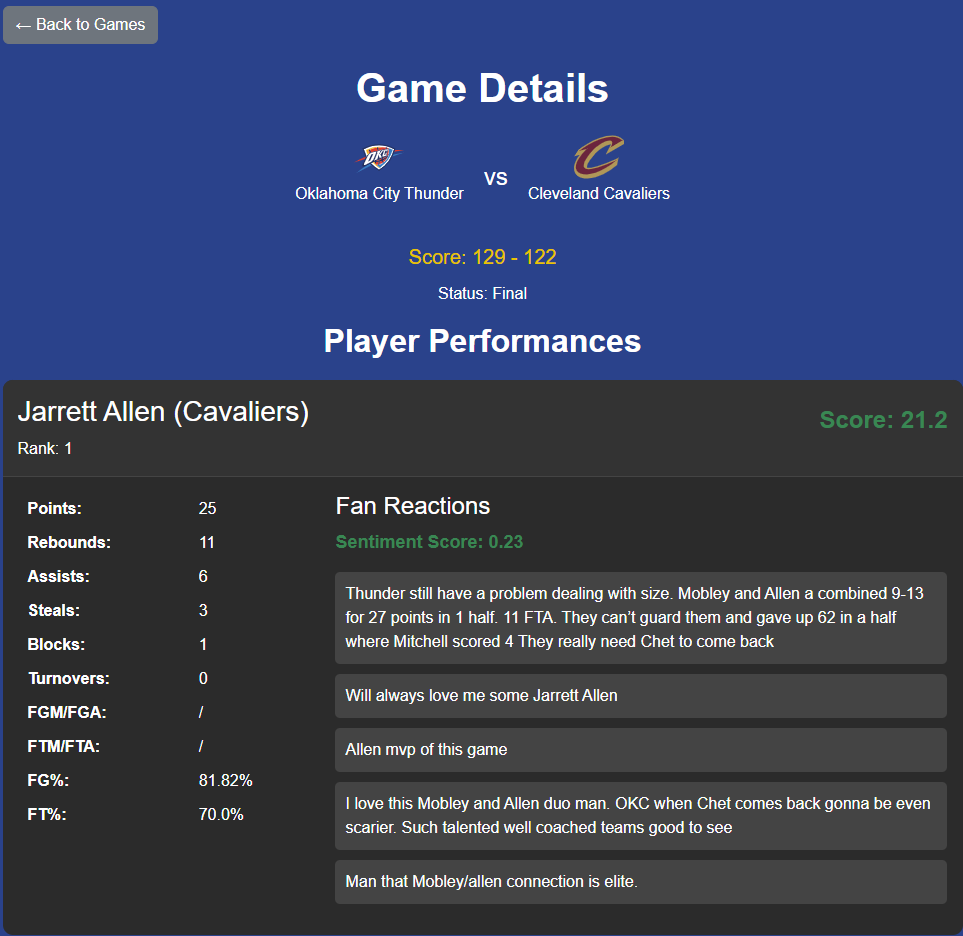 ← Back to Games
Game Details
OKC
Oklahoma City Thunder
VS
C
Cleveland Cavaliers
Score: 129 - 122
Status: Final
Player Performances
Jarrett Allen (Cavaliers)
Score: 21.2
Rank: 1
Points: 25
Rebounds: 11
Assists: 6
Steals: 3
Blocks: 1
Turnovers: 0
FGM/FGA: /
FTM/FTA: /
FG%: 81.82%
FT%: 70.0%
Fan Reactions
Sentiment Score: 0.23
Thunder still have a problem dealing with size. Mobley and Allen a combined 9-13
for 27 points in 1 half. 11 FTA. They can’t guard them and gave up 62 in a half
where Mitchell scored 4 They really need Chet to come back
Will always love me some Jarrett Allen
Allen mvp of this game
I love this Mobley and Allen duo man. OKC when Chet comes back gonna be even
scarier. Such talented well coached teams good to see
Man that Mobley/allen connection is elite.